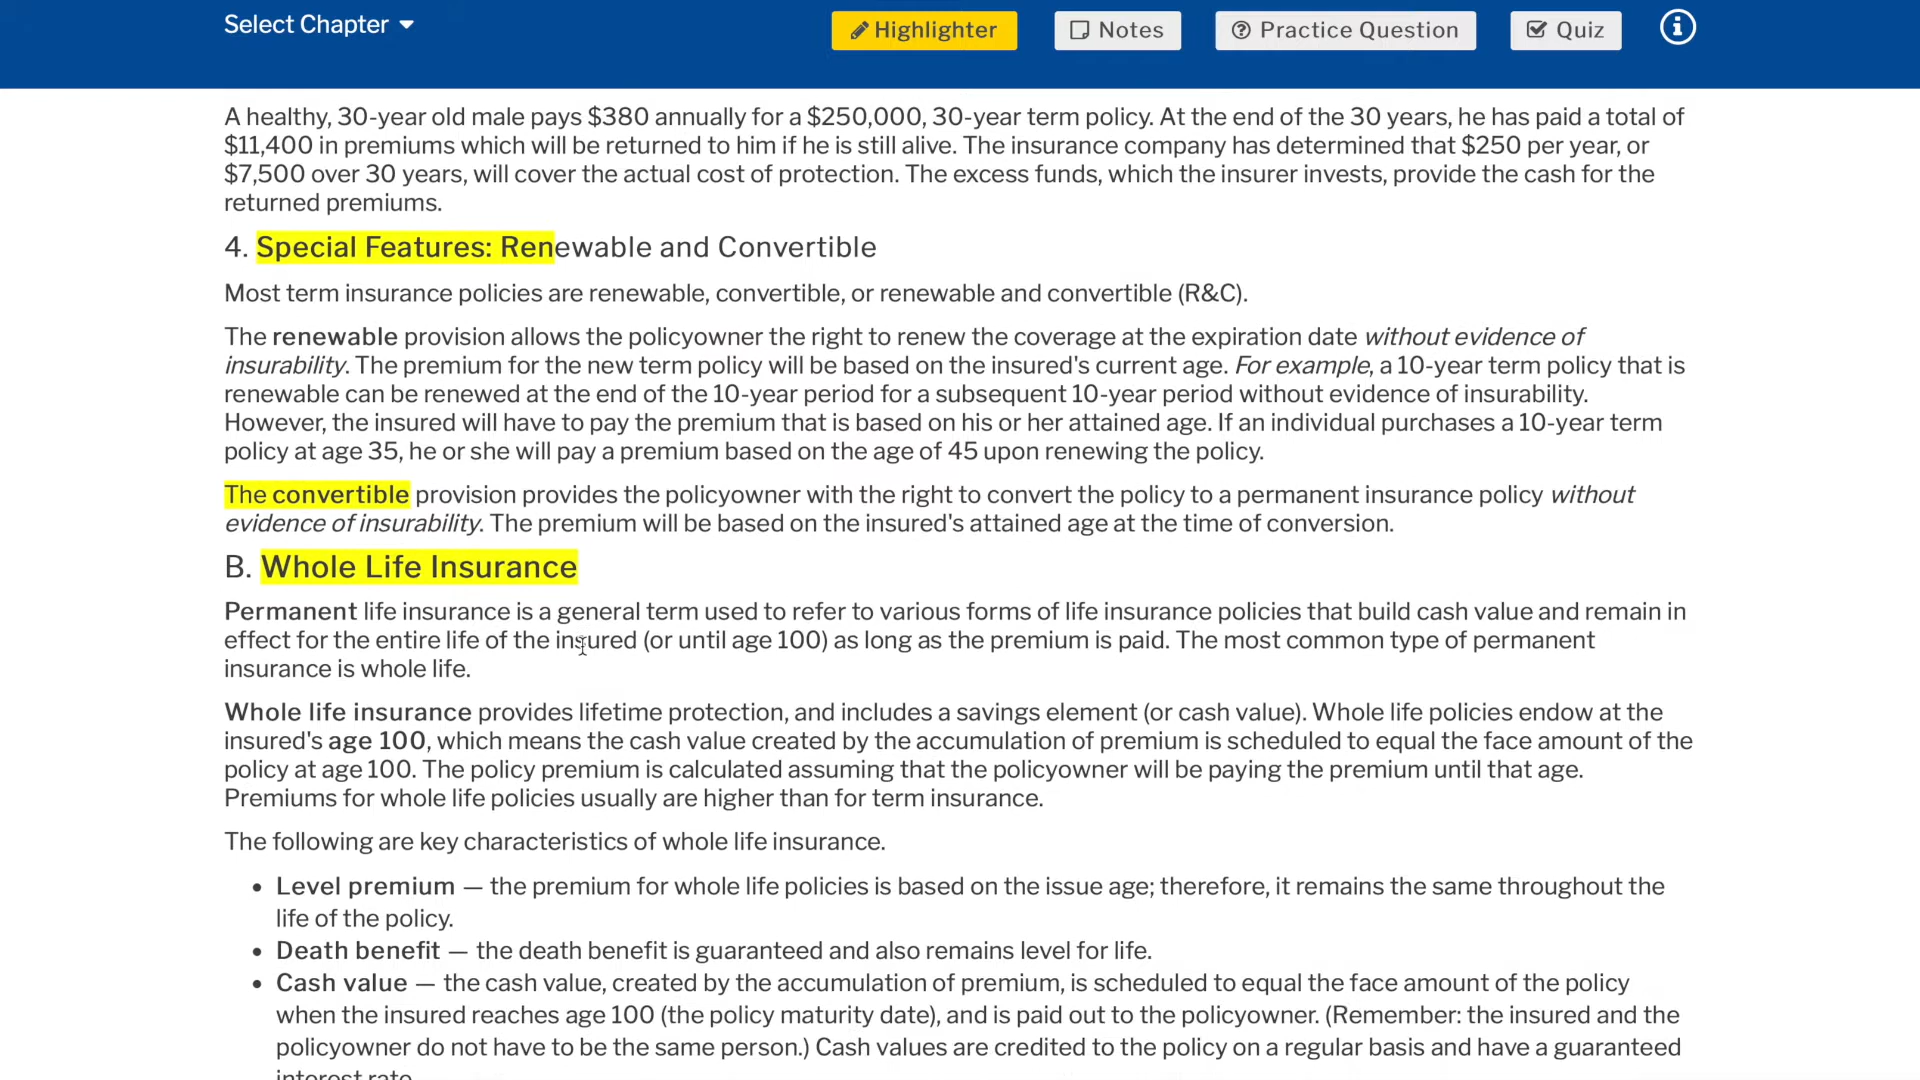 Select Chapter
Highlighter
Notes
Practice Question
Quiz
A healthy, 30-year old male pays $380 annually for a $250,000, 30-year term policy. At the end of the 30 years, he has paid a total of
$11,400 in premiums which will be returned to him if he is still alive. The insurance company has determined that $250 per year, or
$7,500 over 30 years, will cover the actual cost of protection. The excess funds, which the insurer invests, provide the cash for the
returned premiums.
4. Special Features: Renewable and Convertible
Most term insurance policies are renewable, convertible, or renewable and convertible (R&C).
The renewable provision allows the policyowner the right to renew the coverage at the expiration date without evidence of
insurability. The premium for the new term policy will be based on the insured's current age. For example, a 10-year term policy that is
renewable can be renewed at the end of the 10-year period for a subsequent 10-year period without evidence of insurability.
However, the insured will have to pay the premium that is based on his or her attained age. If an individual purchases a 10-year term
policy at age 35, he or she will pay a premium based on the age of 45 upon renewing the policy.
The convertible provision provides the policyowner with the right to convert the policy to a permanent insurance policy without
evidence of insurability. The premium will be based on the insured's attained age at the time of conversion.
B. Whole Life Insurance
Permanent life insurance is a general term used to refer to various forms of life insurance policies that build cash value and remain in
effect for the entire life of the insured (or until age 100) as long as the premium is paid. The most common type of permanent
insurance is whole life.
Whole life insurance provides lifetime protection, and includes a savings element (or cash value). Whole life policies endow at the
insured's age 100, which means the cash value created by the accumulation of premium is scheduled to equal the face amount of the
policy at age 100. The policy premium is calculated assuming that the policyowner will be paying the premium until that age.
Premiums for whole life policies usually are higher than for term insurance.
The following are key characteristics of whole life insurance.
• Level premium — the premium for whole life policies is based on the issue age; therefore, it remains the same throughout the
life of the policy.
• Death benefit — the death benefit is guaranteed and also remains level for life.
• Cash value — the cash value, created by the accumulation of premium, is scheduled to equal the face amount of the policy
when the insured reaches age 100 (the policy maturity date), and is paid out to the policyowner. (Remember: the insured and the
policyowner do not have to be the same person.) Cash values are credited to the policy on a regular basis and have a guaranteed
interest rate.